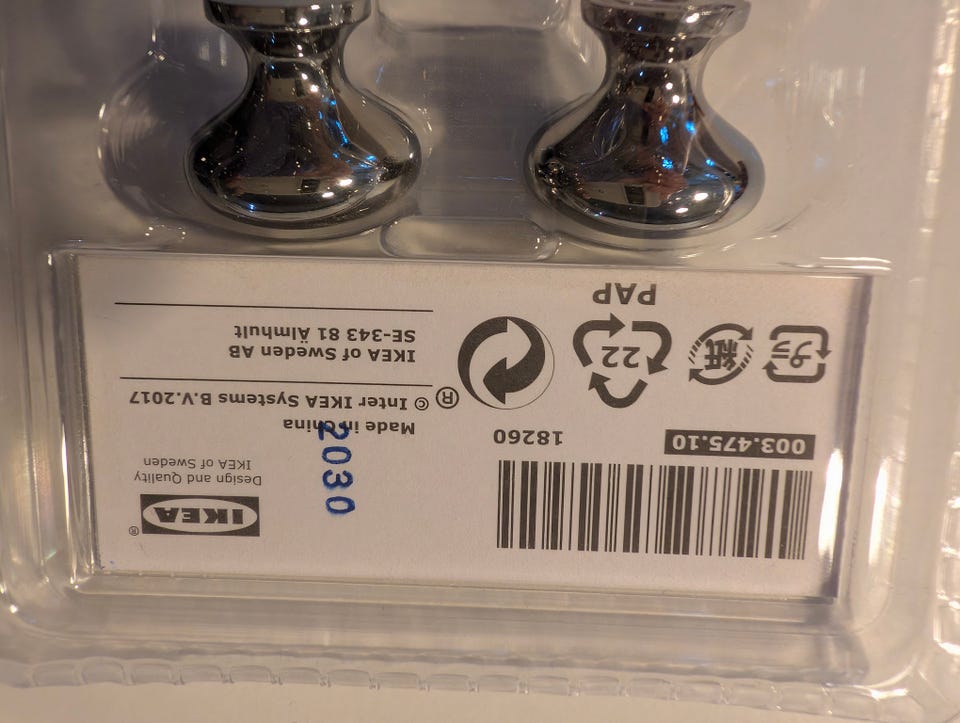 003.475.10
18260
プラ
紙
22
PAP
IKEA®
Design and Quality
IKEA of Sweden
Made in China
® © Inter IKEA Systems B.V.2017
IKEA of Sweden AB
SE-343 81 Älmhult
2030